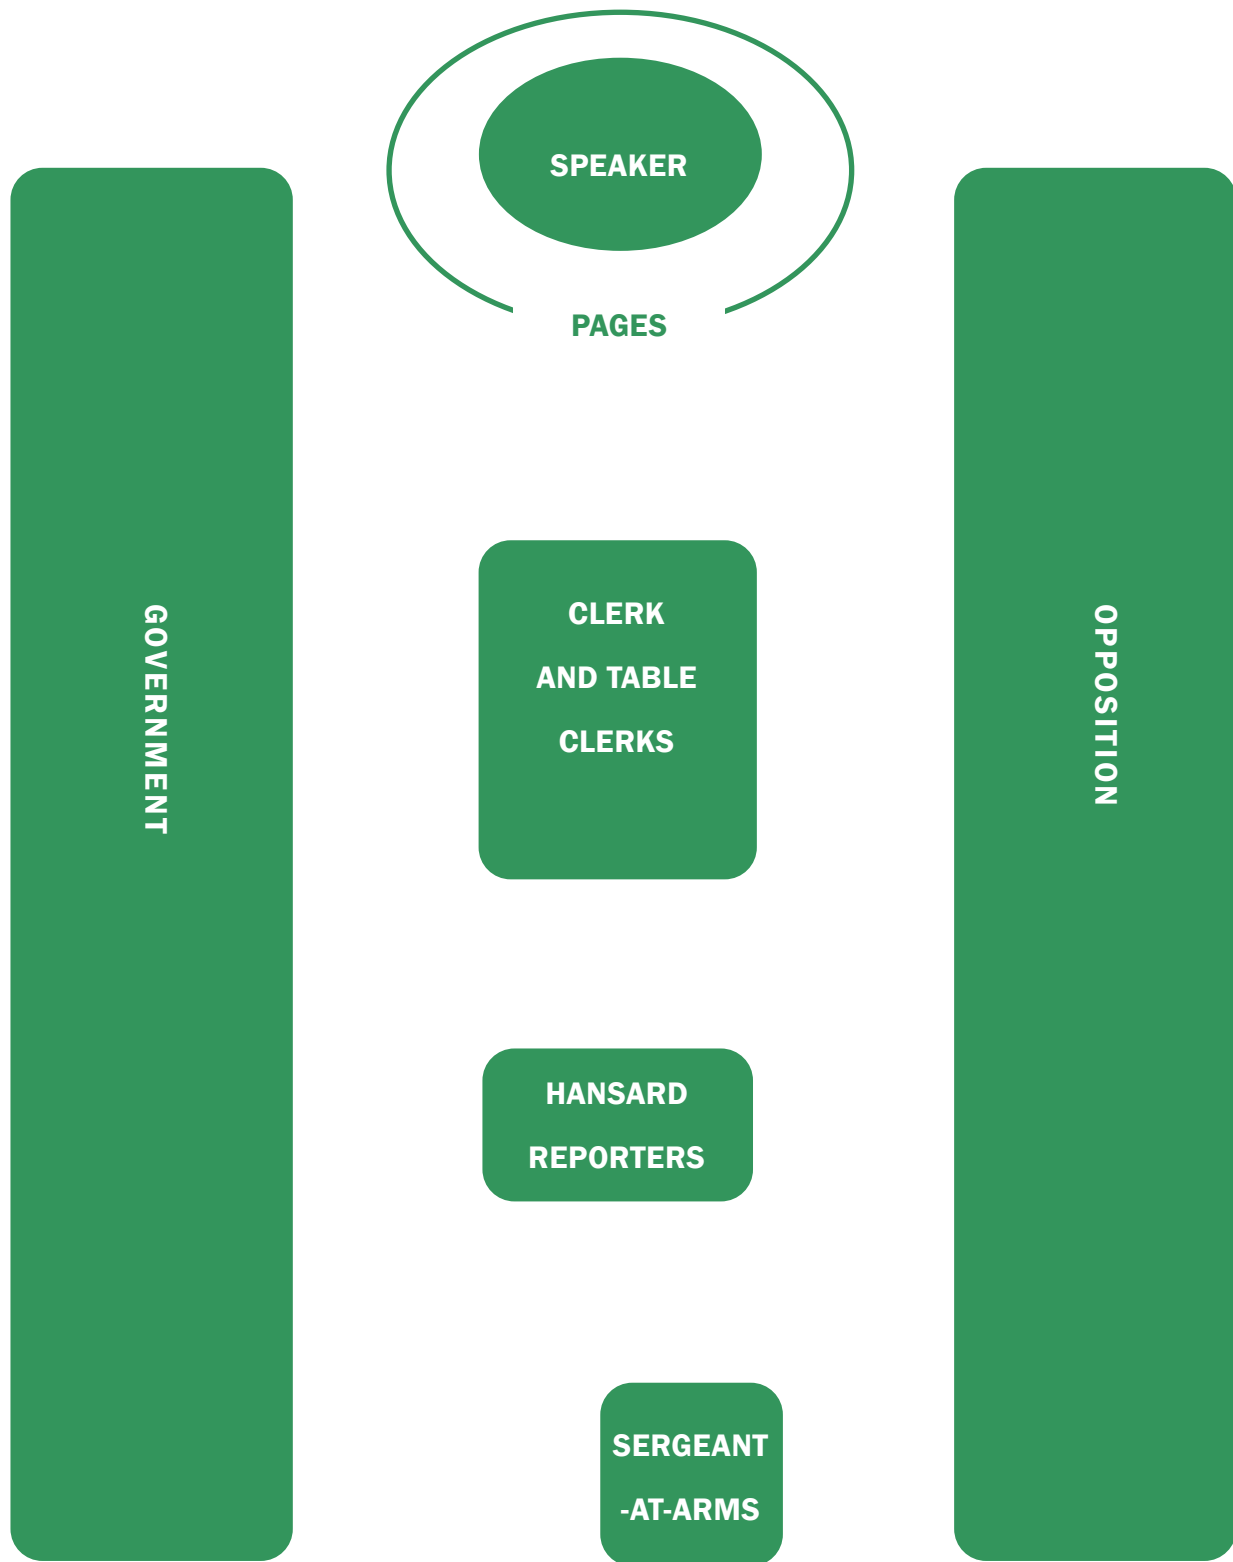 SPEAKER
PAGES
GOVERNMENT
CLERK
AND TABLE
CLERKS
OPPOSITION
HANSARD
REPORTERS
SERGEANT
-AT-ARMS